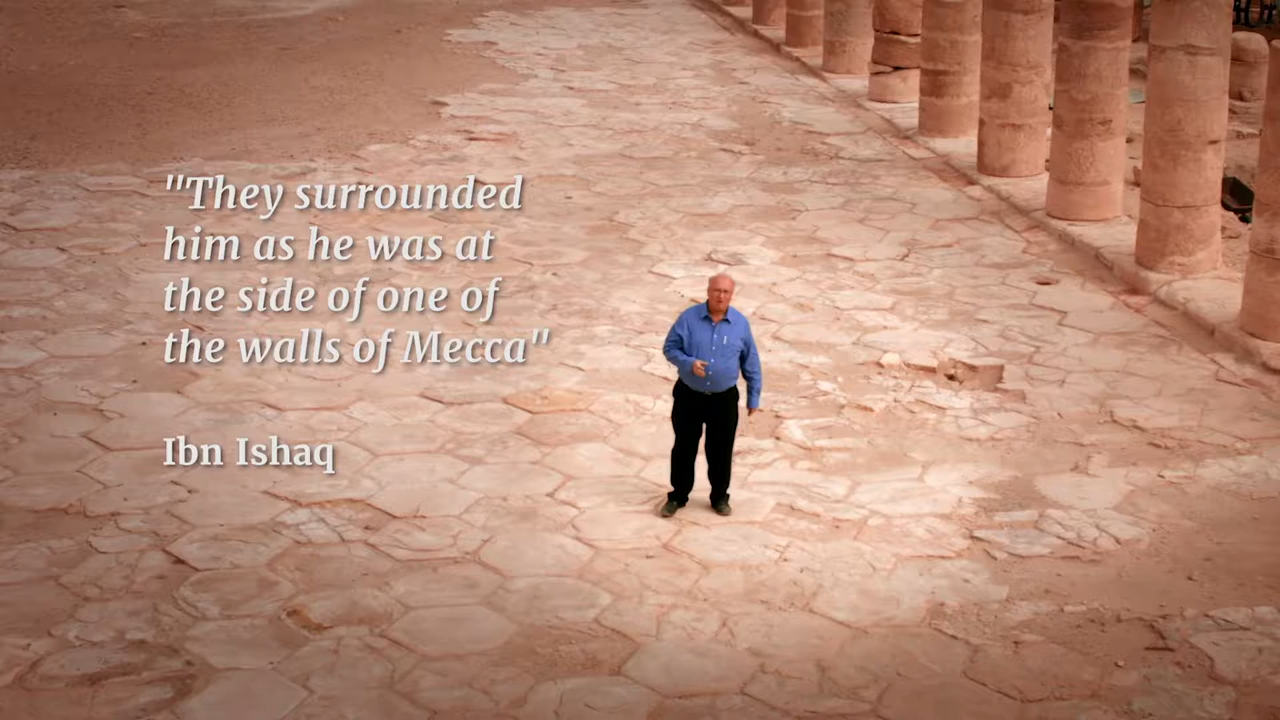 "They surrounded
him as he was at
the side of one of
the walls of Mecca"
Ibn Ishaq